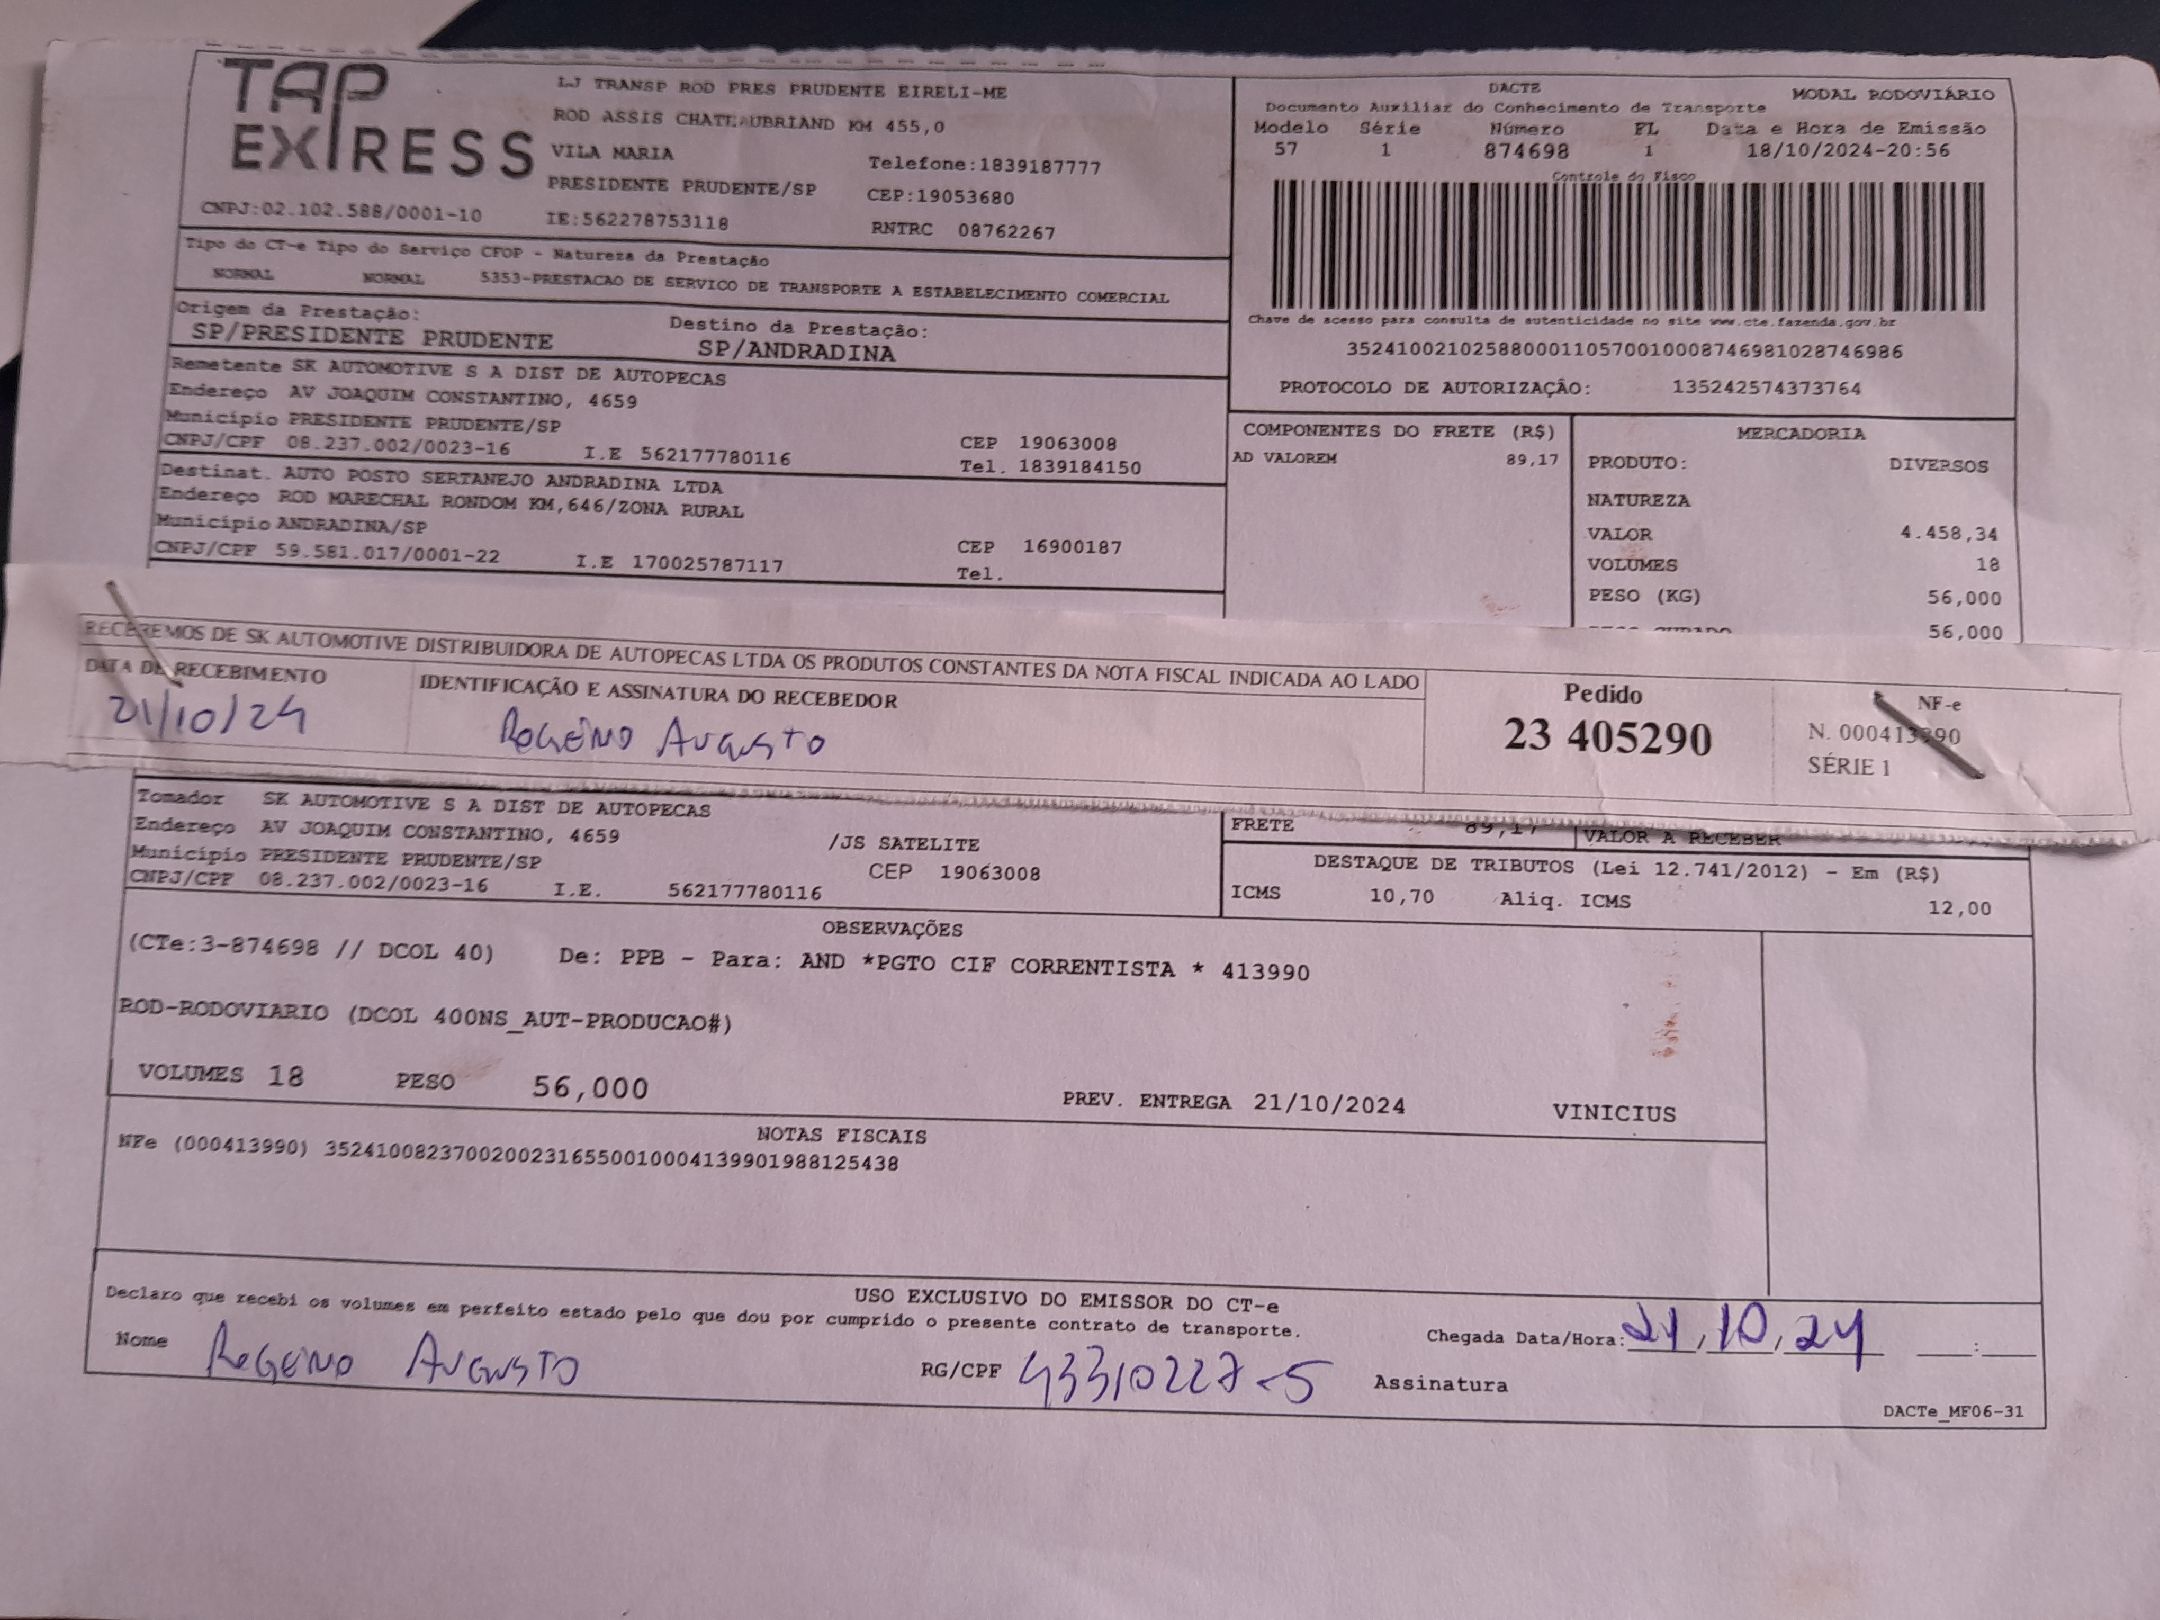 TAP EXPRESS
LJ TRANSP ROD PRES PRUDENTE EIRELI-ME
ROD ASSIS CHATEAUBRIAND KM 455,0
VILA MARIA Telefone:1839187777
PRESIDENTE PRUDENTE/SP CEP:19053680
CNPJ:02.102.588/0001-10 IE:562278753118 RNTRC 08762267
Tipo do CT-e Tipo do Serviço CFOP - Natureza da Prestação
NORMAL NORMAL 5353-PRESTACAO DE SERVICO DE TRANSPORTE A ESTABELECIMENTO COMERCIAL
Origem da Prestação: Destino da Prestação:
SP/PRESIDENTE PRUDENTE SP/ANDRADINA
Remetente SK AUTOMOTIVE S A DIST DE AUTOPECAS
Endereço AV JOAQUIM CONSTANTINO, 4659
Município PRESIDENTE PRUDENTE/SP CEP 19063008
CNPJ/CPF 08.237.002/0023-16 I.E 562177780116 Tel. 1839184150
Destinat. AUTO POSTO SERTANEJO ANDRADINA LTDA
Endereço ROD MARECHAL RONDOM KM,646/ZONA RURAL
Município ANDRADINA/SP CEP 16900187
CNPJ/CPF 59.581.017/0001-22 I.E 170025787117 Tel.
DACTE MODAL RODOVIÁRIO
Documento Auxiliar do Conhecimento de Transporte
Modelo Série Número FL Data e Hora de Emissão
57 1 874698 1 18/10/2024-20:56
Controle do Fisco
Chave de acesso para consulta de autenticidade no site www.cte.fazenda.gov.br
35241002102588000110570010008746981028746986
PROTOCOLO DE AUTORIZAÇÃO: 135242574373764
COMPONENTES DO FRETE (R$)
AD VALOREM 89,17
MERCADORIA
PRODUTO: DIVERSOS
NATUREZA
VALOR 4.458,34
VOLUMES 18
PESO (KG) 56,000
56,000
RECEBEMOS DE SK AUTOMOTIVE DISTRIBUIDORA DE AUTOPECAS LTDA OS PRODUTOS CONSTANTES DA NOTA FISCAL INDICADA AO LADO
DATA DE RECEBIMENTO IDENTIFICAÇÃO E ASSINATURA DO RECEBEDOR
21/10/24 Rogério Augusto
Pedido
23 405290
NF-e
N. 000413990
SÉRIE 1
Tomador SK AUTOMOTIVE S A DIST DE AUTOPECAS
Endereço AV JOAQUIM CONSTANTINO, 4659 /JS SATELITE
Município PRESIDENTE PRUDENTE/SP CEP 19063008
CNPJ/CPF 08.237.002/0023-16 I.E. 562177780116
FRETE 89,17 VALOR A RECEBER
DESTAQUE DE TRIBUTOS (Lei 12.741/2012) - Em (R$)
ICMS 10,70 Aliq. ICMS 12,00
OBSERVAÇÕES
(CTe:3-874698 // DCOL 40) De: PPB - Para: AND *PGTO CIF CORRENTISTA * 413990
ROD-RODOVIARIO (DCOL 400NS_AUT-PRODUCAO#)
VOLUMES 18 PESO 56,000 PREV. ENTREGA 21/10/2024 VINICIUS
NOTAS FISCAIS
NFe (000413990) 35241008237002002316550010004139901988125438
USO EXCLUSIVO DO EMISSOR DO CT-e
Declaro que recebi os volumes em perfeito estado pelo que dou por cumprido o presente contrato de transporte.
Chegada Data/Hora: 21,10,24 :
Nome Rogério Augusto RG/CPF 43310227-5 Assinatura
DACTe_MF06-31